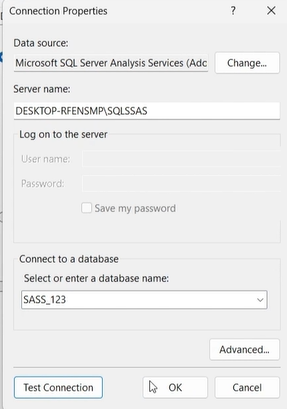 Connection Properties ? ×
Data source:
Microsoft SQL Server Analysis Services (Adc
Change...
Server name:
DESKTOP-RFENSMP\SQLSSAS
Log on to the server
User name:
Password:
Save my password
Connect to a database
Select or enter a database name:
SASS_123
Advanced...
Test Connection OK Cancel